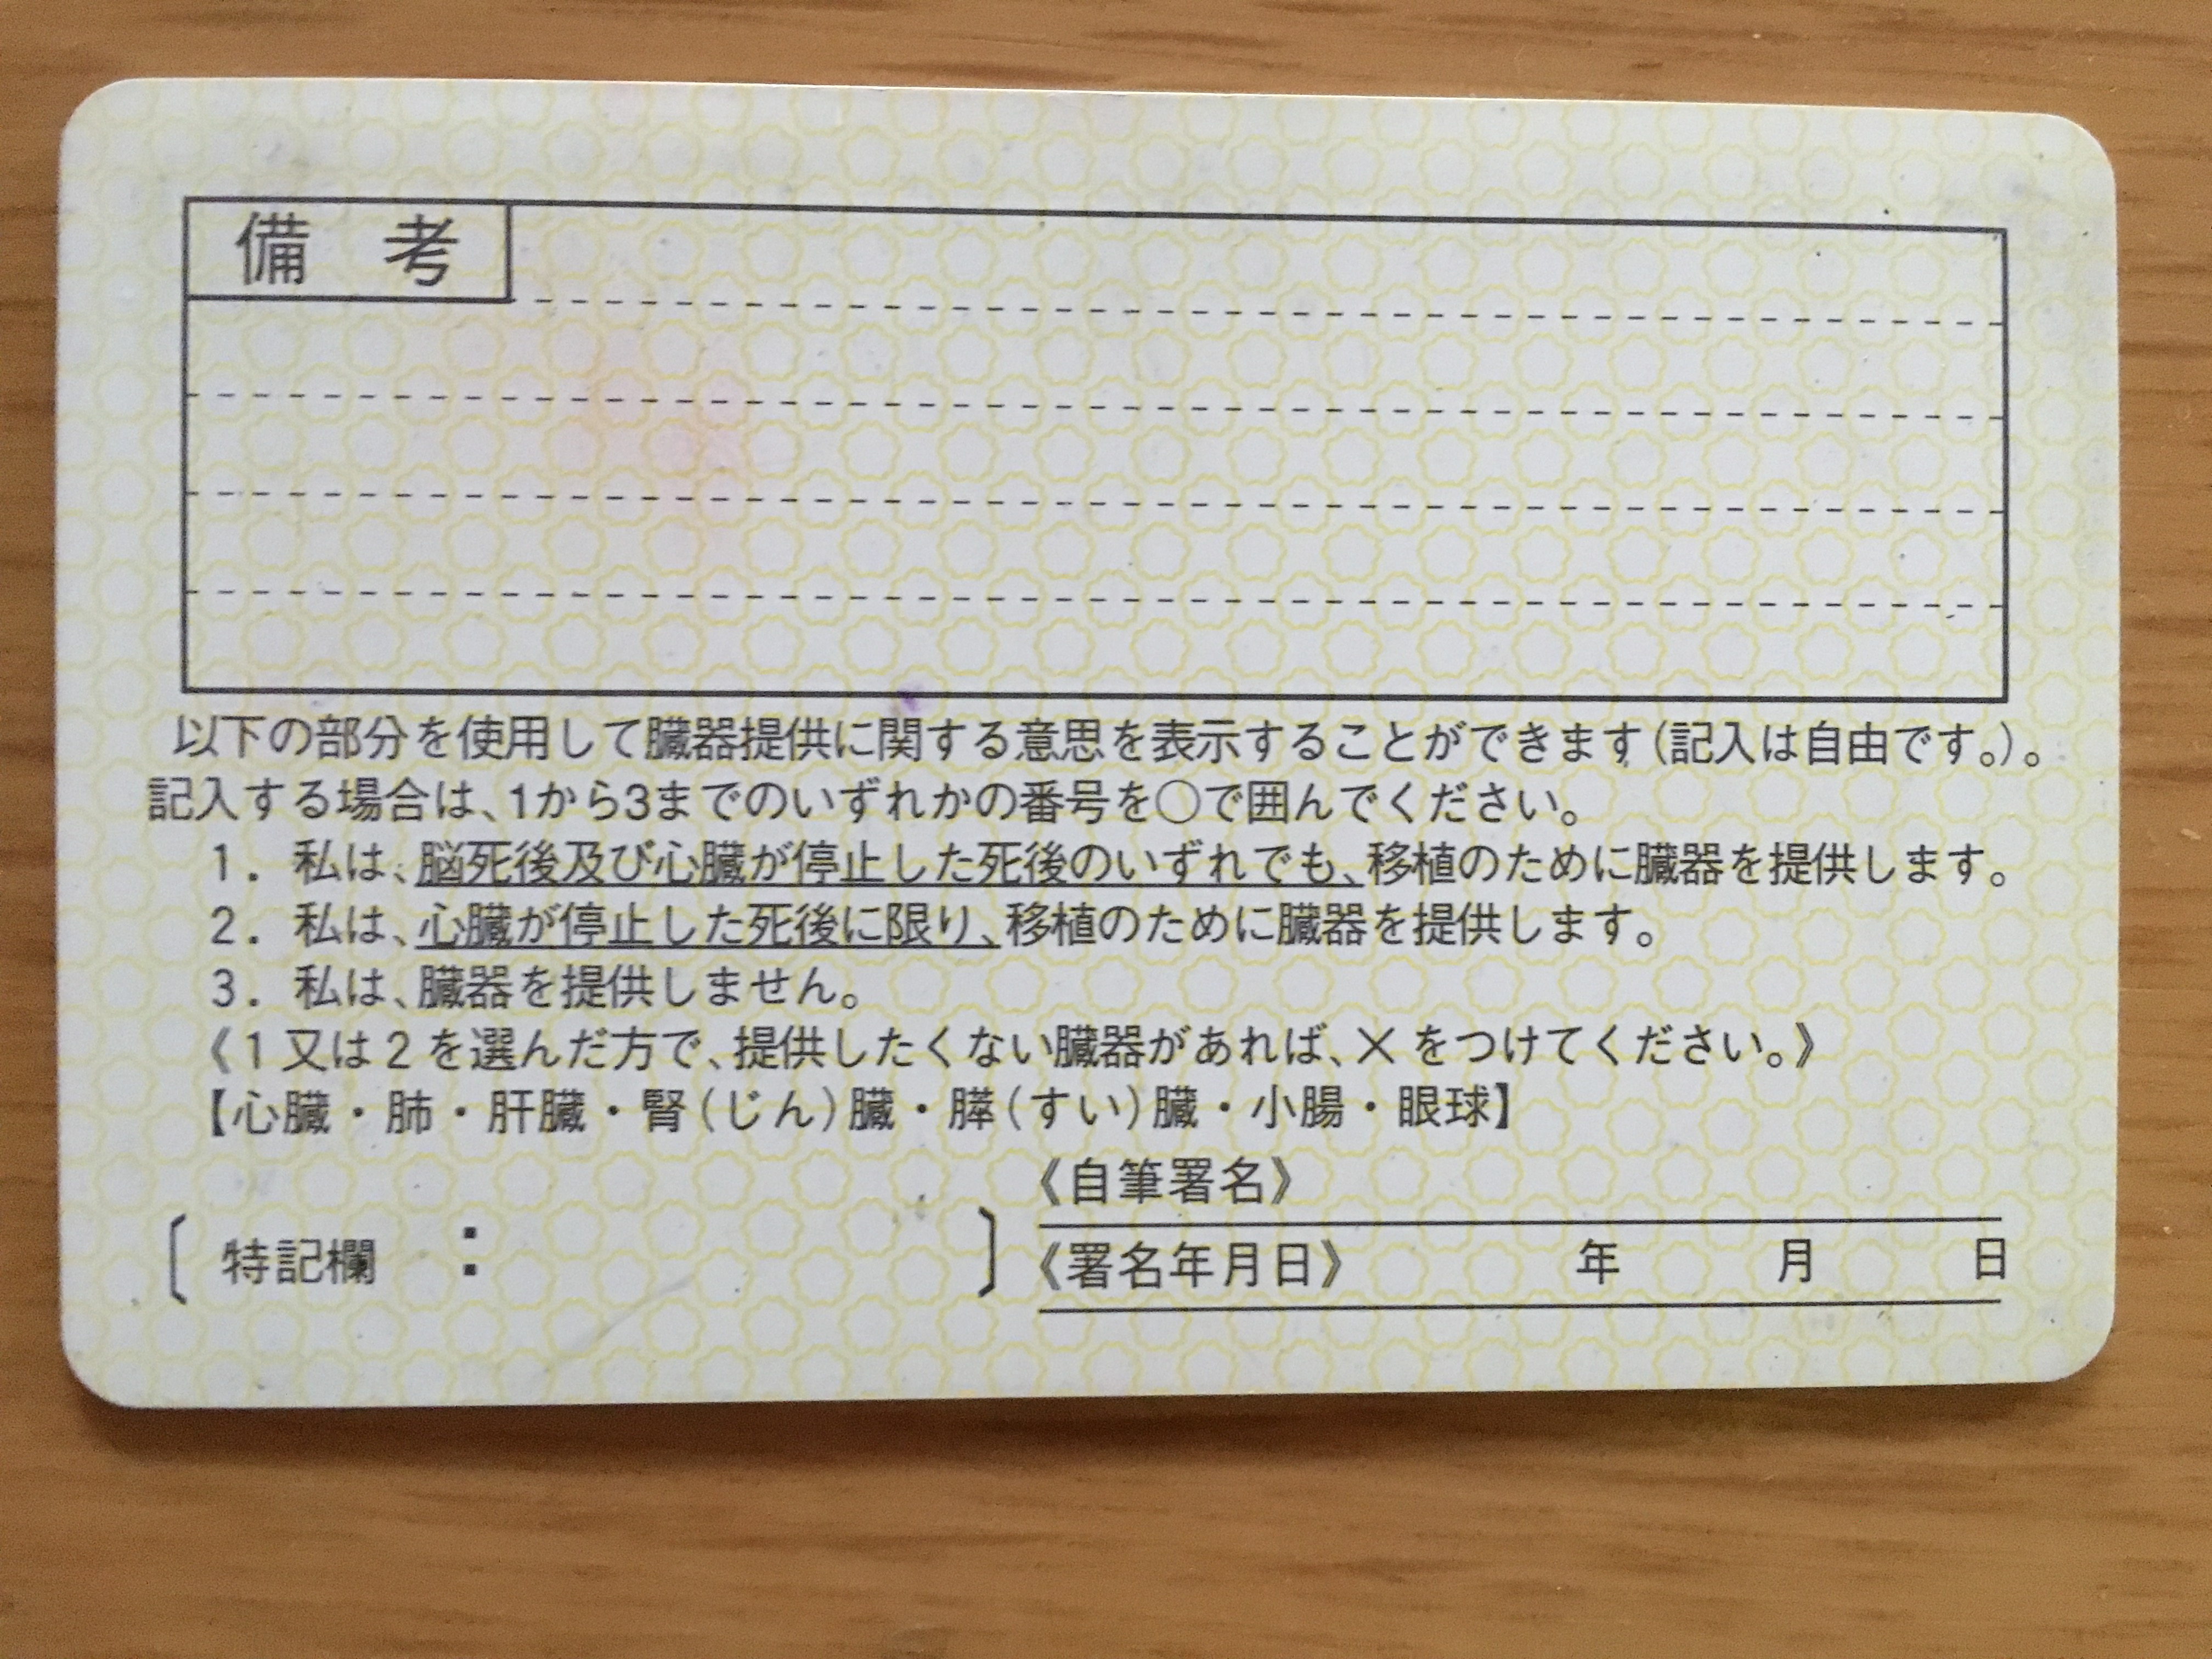 備考
以下の部分を使用して臓器提供に関する意思を表示することができます(記入は自由です。)。
記入する場合は、1から3までのいずれかの番号を〇で囲んでください。
1. 私は、脳死後及び心臓が停止した死後のいずれでも、移植のために臓器を提供します。
2. 私は、心臓が停止した死後に限り、移植のために臓器を提供します。
3. 私は、臓器を提供しません。
《1又は2を選んだ方で、提供したくない臓器があれば、×をつけてください。》
【心臓・肺・肝臓・腎(じん)臓・膵(すい)臓・小腸・眼球】
《自筆署名》
〔特記欄: 〕
《署名年月日》 年 月 日